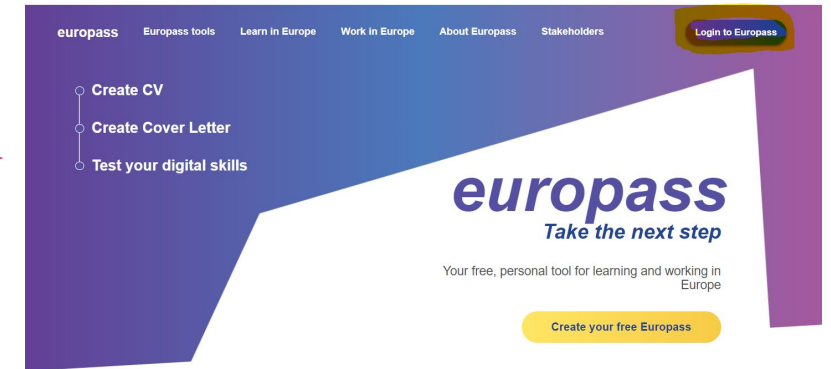 europass Europass tools Learn in Europe Work in Europe About Europass Stakeholders Login to Europass
Create CV
Create Cover Letter
Test your digital skills
europass
Take the next step
Your free, personal tool for learning and working in
Europe
Create your free Europass